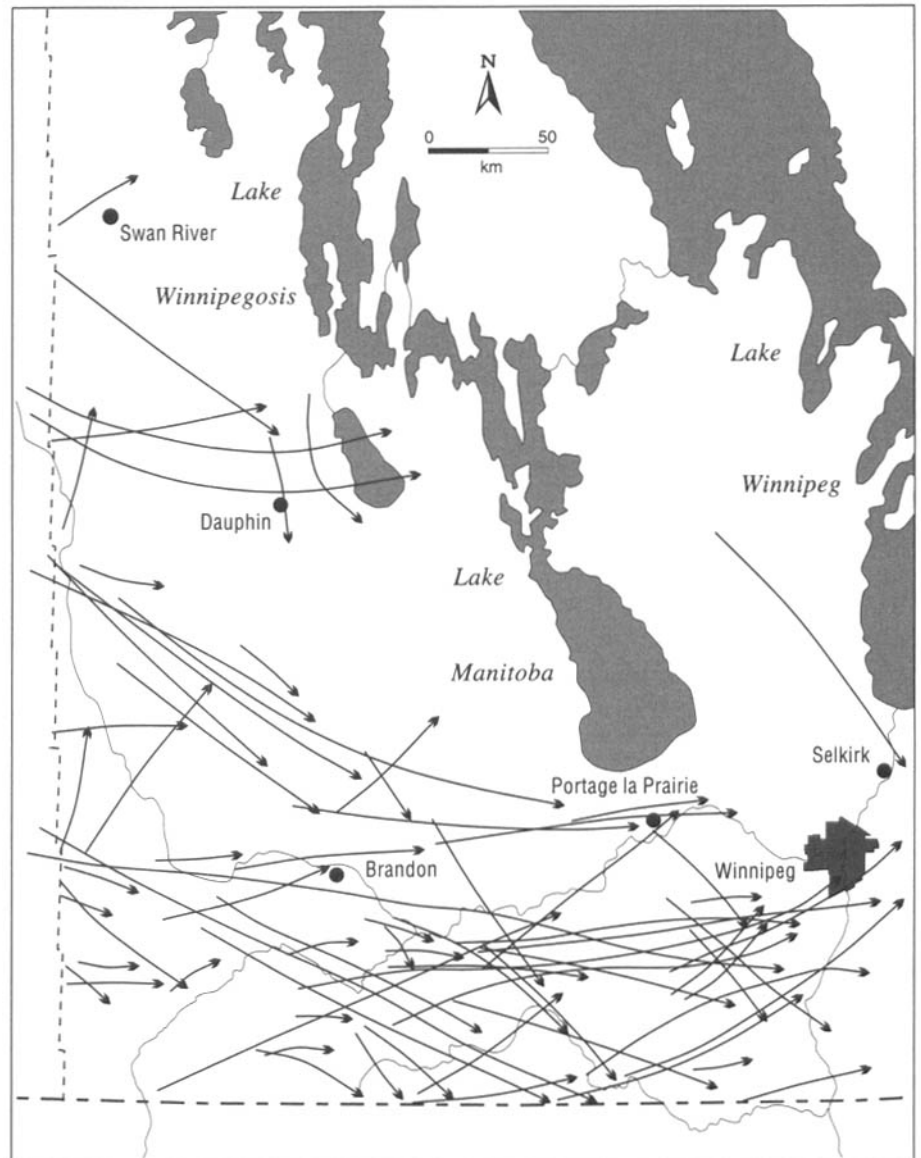 N
0 50
km
Lake
Swan River
Winnipegosis
Lake
Winnipeg
Dauphin
Lake
Manitoba
Selkirk
Portage la Prairie
Winnipeg
Brandon